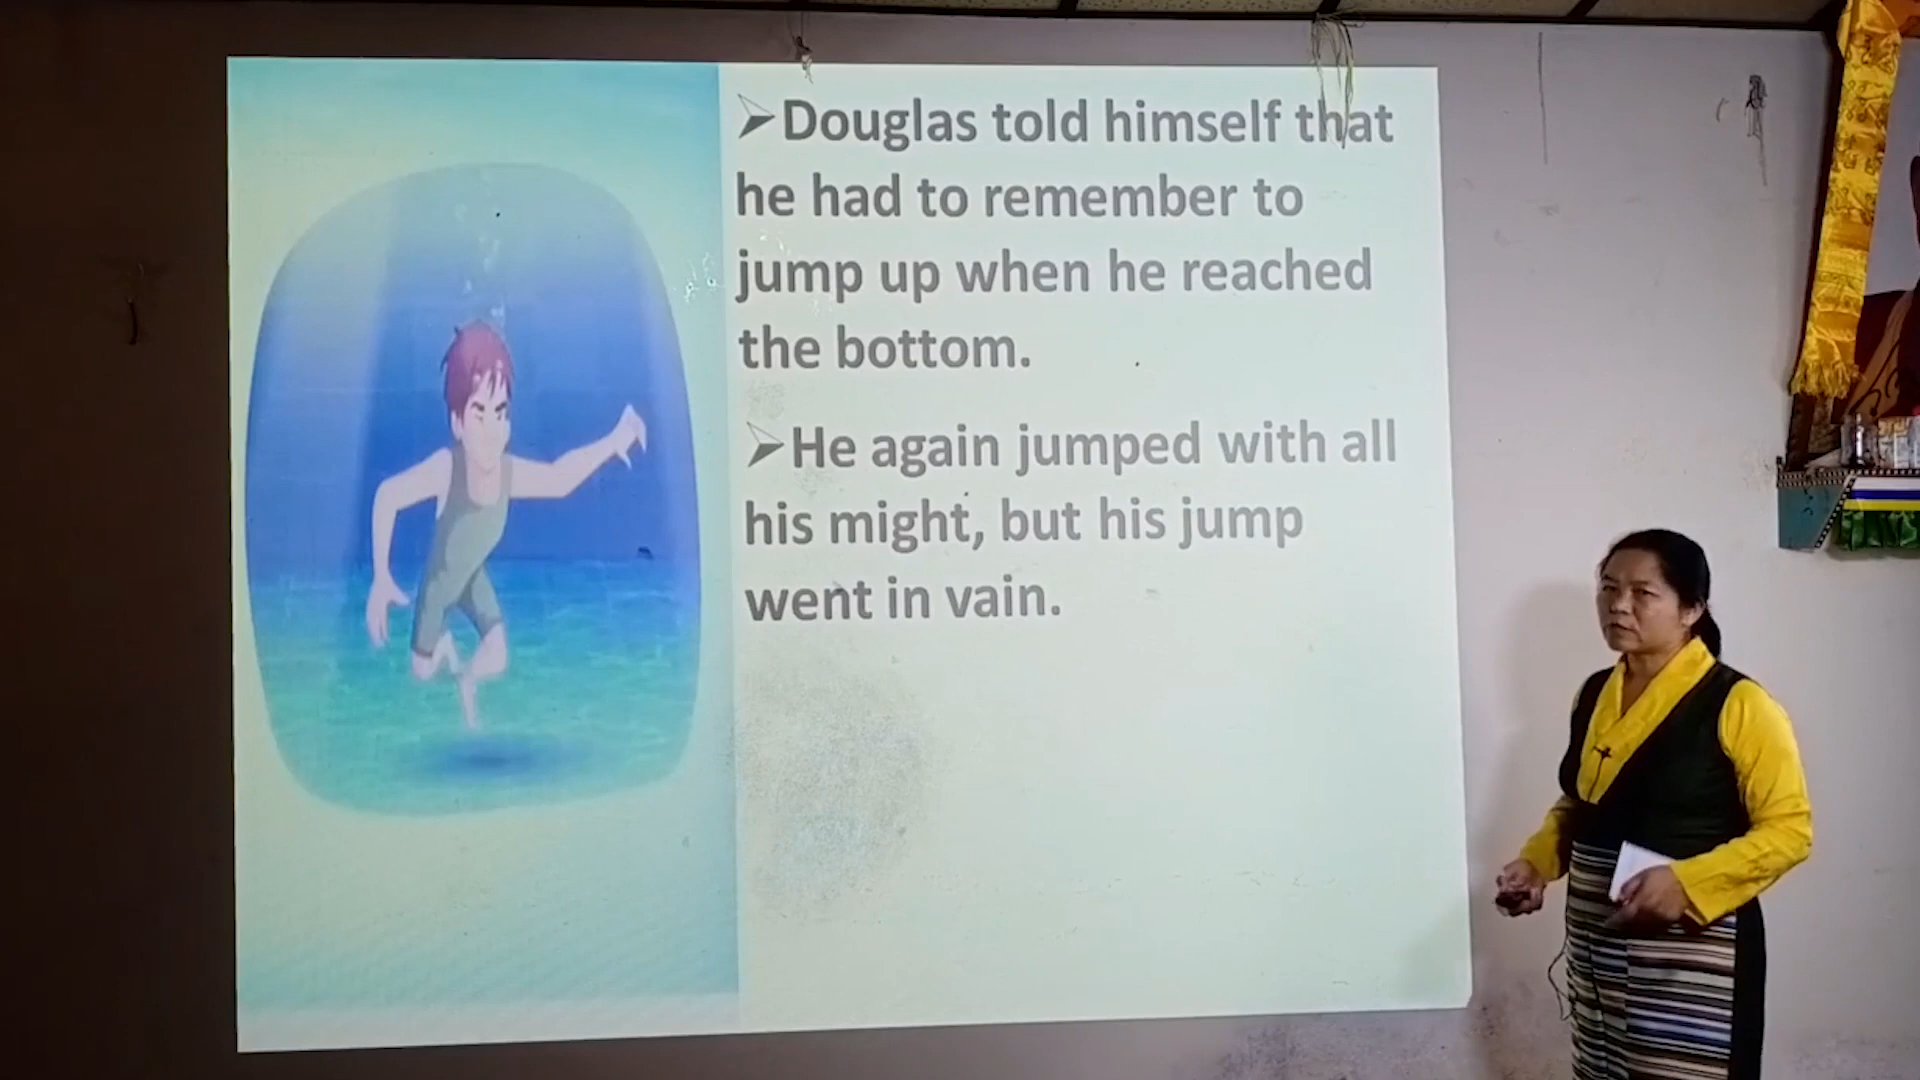 ➢Douglas told himself that
he had to remember to
jump up when he reached
the bottom.
➢He again jumped with all
his might, but his jump
went in vain.